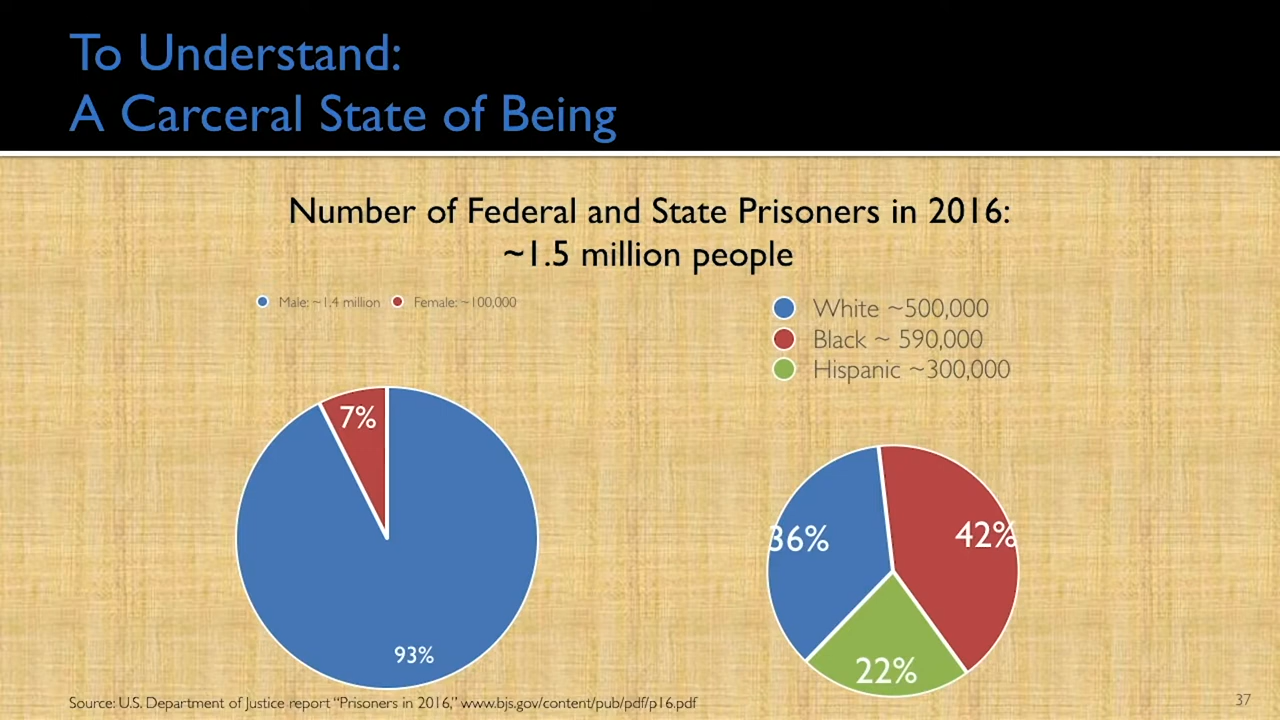 To Understand:
A Carceral State of Being
Number of Federal and State Prisoners in 2016:
~1.5 million people
Male: ~1.4 million Female: ~100,000
7%
93%
White ~500,000
Black ~ 590,000
Hispanic ~300,000
36%
42%
22%
Source: U.S. Department of Justice report “Prisoners in 2016,” www.bjs.gov/content/pub/pdf/p16.pdf
37